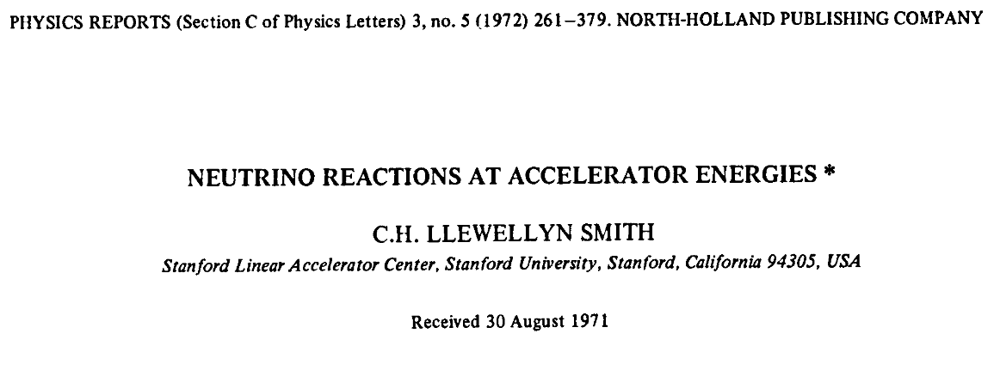 PHYSICS REPORTS (Section C of Physics Letters) 3, no. 5 (1972) 261–379. NORTH-HOLLAND PUBLISHING COMPANY
NEUTRINO REACTIONS AT ACCELERATOR ENERGIES *
C.H. LLEWELLYN SMITH
Stanford Linear Accelerator Center, Stanford University, Stanford, California 94305, USA
Received 30 August 1971